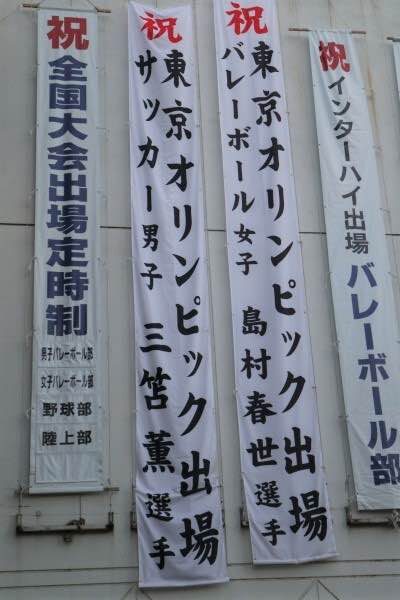 祝
インターハイ出場 バレーボール部
祝
東京オリンピック出場
バレーボール女子 島村春世選手
祝
東京オリンピック出場
サッカー男子 三笘薫選手
祝
全国大会出場定時制
男子バレーボール部
女子バレーボール部
野球部
陸上部